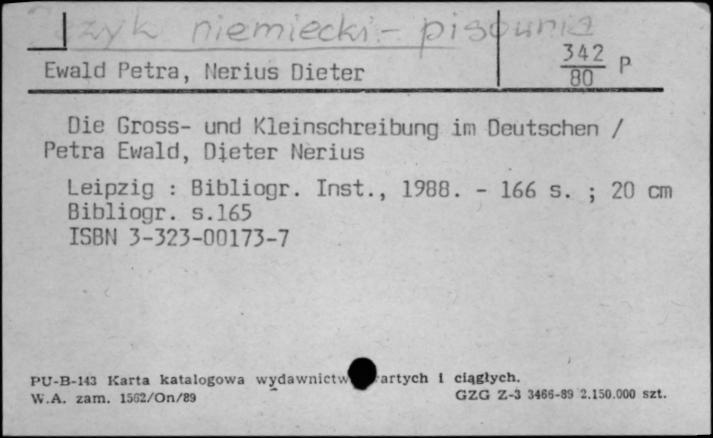 Język niemiecki - pisownia
342
80 P
Ewald Petra, Nerius Dieter
Die Gross- und Kleinschreibung im Deutschen /
Petra Ewald, Dieter Nerius
Leipzig : Bibliogr. Inst., 1988. - 166 s. ; 20 cm
Bibliogr. s.165
ISBN 3-323-00173-7
PU-B-143 Karta katalogowa wydawnictw artych i ciągłych.
W.A. zam. 1562/On/89
GZG Z-3 3466-89 2.150.000 szt.